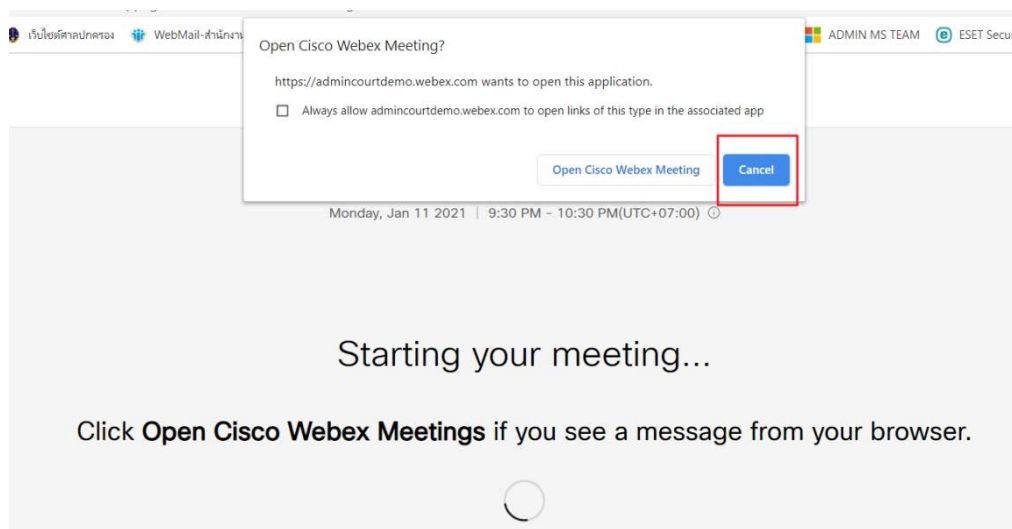 เว็บไซต์ศาลปกครอง WebMail-สำนักงาน ADMIN MS TEAM ESET Secu
Open Cisco Webex Meeting?
https://admincourtdemo.webex.com wants to open this application.
Always allow admincourtdemo.webex.com to open links of this type in the associated app
Open Cisco Webex Meeting Cancel
Monday, Jan 11 2021 | 9:30 PM - 10:30 PM(UTC+07:00)
Starting your meeting...
Click Open Cisco Webex Meetings if you see a message from your browser.